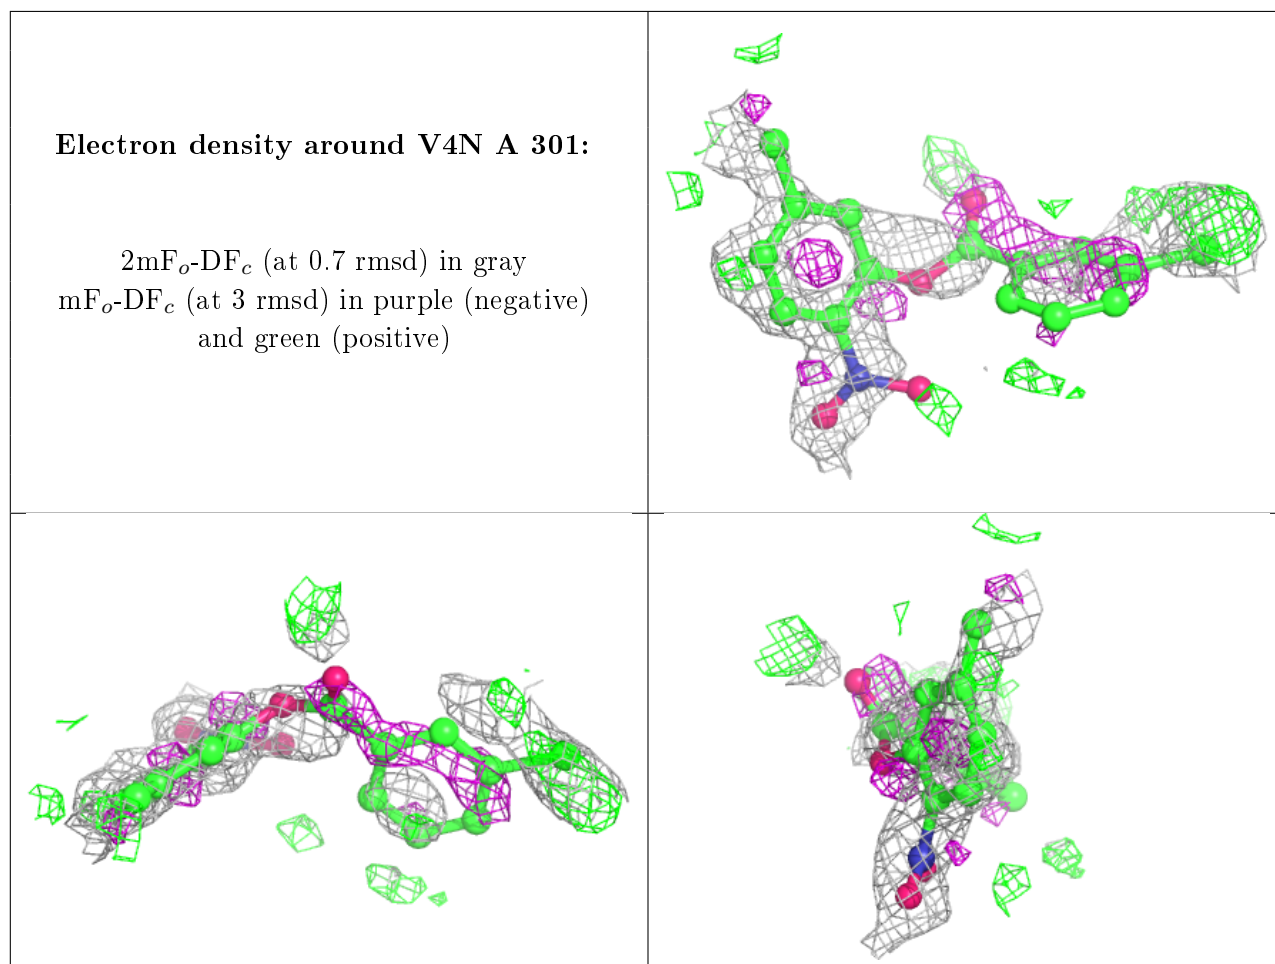 Electron density around V4N A 301:
2mFₒ-DF𝒸 (at 0.7 rmsd) in gray
mFₒ-DF𝒸 (at 3 rmsd) in purple (negative)
and green (positive)